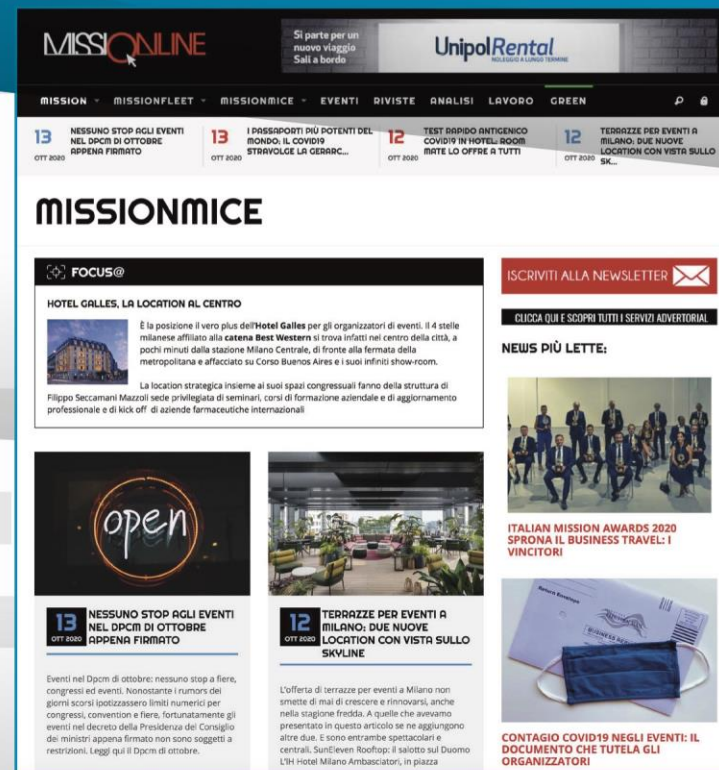 MISSIONLINE
Si parte per un
nuovo viaggio
Sali a bordo
UnipolRental
NOLEGGIO A LUNGO TERMINE
MISSION MISSIONFLEET MISSIONMICE EVENTI RIVISTE ANALISI LAVORO GREEN
13
OTT 2020
NESSUNO STOP AGLI EVENTI
NEL DPCM DI OTTOBRE
APPENA FIRMATO
13
OTT 2020
I PASSAPORTI PIÙ POTENTI DEL
MONDO: IL COVID19
STRAVOLGE LA GERARC...
12
OTT 2020
TEST RAPIDO ANTIGENICO
COVID19 IN HOTEL: ROOM
MATE LO OFFRE A TUTTI
12
OTT 2020
TERRAZZE PER EVENTI A
MILANO: DUE NUOVE
LOCATION CON VISTA SULLO
SK...
MISSIONMICE
FOCUS@
HOTEL GALLES, LA LOCATION AL CENTRO
È la posizione il vero plus dell'Hotel Galles per gli organizzatori di eventi. Il 4 stelle
milanese affiliato alla catena Best Western si trova infatti nel centro della città, a
pochi minuti dalla stazione Milano Centrale, di fronte alla fermata della
metropolitana e affacciato su Corso Buenos Aires e i suoi infiniti show-room.
La location strategica insieme ai suoi spazi congressuali fanno della struttura di
Filippo Seccamani Mazzoli sede privilegiata di seminari, corsi di formazione aziendale e di aggiornamento
professionale e di kick off di aziende farmaceutiche internazionali
open
13
OTT 2020
NESSUNO STOP AGLI EVENTI
NEL DPCM DI OTTOBRE
APPENA FIRMATO
Eventi nel Dpcm di ottobre: nessuno stop a fiere,
congressi ed eventi. Nonostante i rumors dei
giorni scorsi ipotizzassero limiti numerici per
congressi, convention e fiere, fortunatamente gli
eventi nel decreto della Presidenza del Consiglio
dei ministri appena firmato non sono soggetti a
restrizioni. Leggi qui il Dpcm di ottobre.
12
OTT 2020
TERRAZZE PER EVENTI A
MILANO: DUE NUOVE
LOCATION CON VISTA SULLO
SKYLINE
L'offerta di terrazze per eventi a Milano non
smette di mai di crescere e rinnovarsi, anche
nella stagione fredda. A quelle che avevamo
presentato in questo articolo se ne aggiungono
altre due. E sono entrambe spettacolari e
centrali. SunEleven Rooftop: il salotto sul Duomo
L'IH Hotel Milano Ambasciatori, in piazza
ISCRIVITI ALLA NEWSLETTER
CLICCA QUI E SCOPRI TUTTI I SERVIZI ADVERTORIAL
NEWS PIÙ LETTE:
ITALIAN MISSION AWARDS 2020
SPRONA IL BUSINESS TRAVEL: I
VINCITORI
Return Envelope
BUSINESS
CONTAGIO COVID19 NEGLI EVENTI: IL
DOCUMENTO CHE TUTELA GLI
ORGANIZZATORI